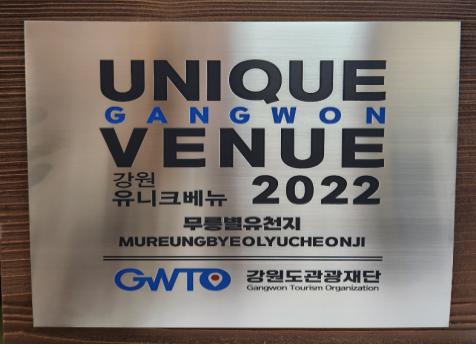 UNIQUE
GANGWON
VENUE
강원
유니크베뉴 2022
무릉별유천지
MUREUNGBYEOLYUCHEONJI
GWTO 강원도관광재단
Gangwon Tourism Organization